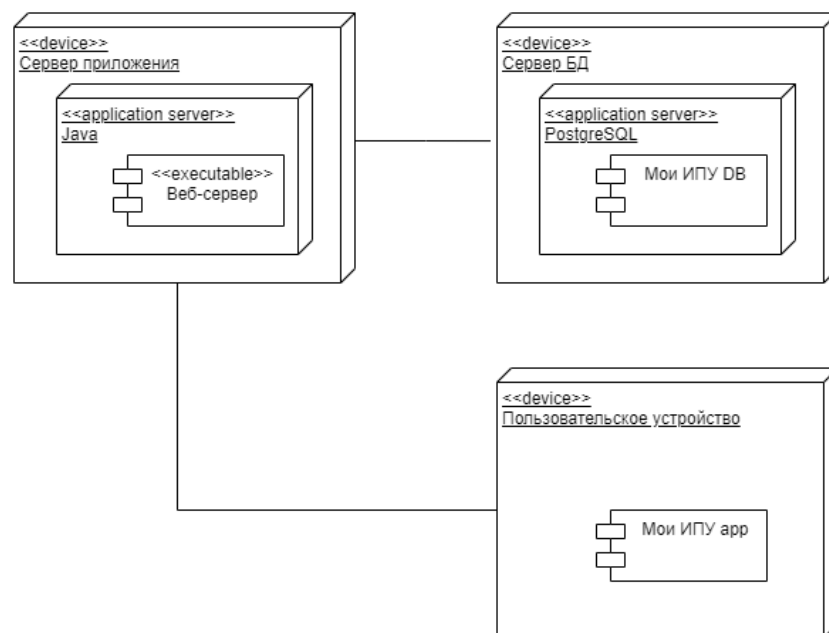 <<device>>
Сервер приложения
<<application server>>
Java
<<executable>>
Веб-сервер
<<device>>
Сервер БД
<<application server>>
PostgreSQL
Мои ИПУ DB
<<device>>
Пользовательское устройство
Мои ИПУ app